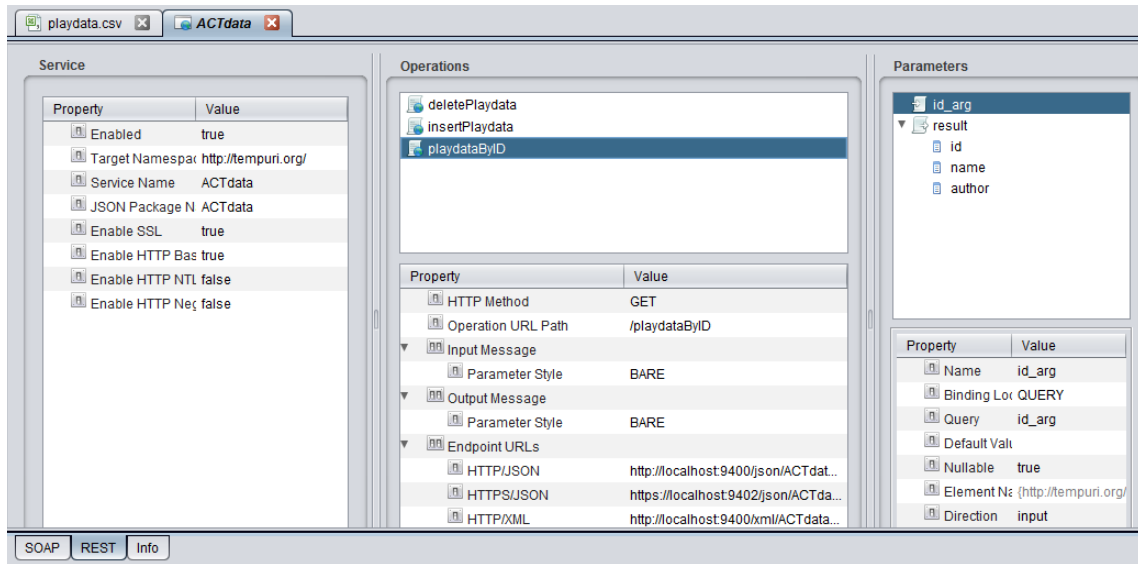 playdata.csv ACTdata
Service
Property Value
Enabled true
Target Namespac http://tempuri.org/
Service Name ACTdata
JSON Package N ACTdata
Enable SSL true
Enable HTTP Bas true
Enable HTTP NTL false
Enable HTTP Neg false
Operations
deletePlaydata
insertPlaydata
playdataByID
Property Value
HTTP Method GET
Operation URL Path /playdataByID
Input Message
Parameter Style BARE
Output Message
Parameter Style BARE
Endpoint URLs
HTTP/JSON http://localhost:9400/json/ACTdat...
HTTPS/JSON https://localhost:9402/json/ACTda...
HTTP/XML http://localhost:9400/xml/ACTdata...
Parameters
id_arg
result
id
name
author
Property Value
Name id_arg
Binding Loc QUERY
Query id_arg
Default Valu
Nullable true
Element Na {http://tempuri.org/
Direction input
SOAP REST Info